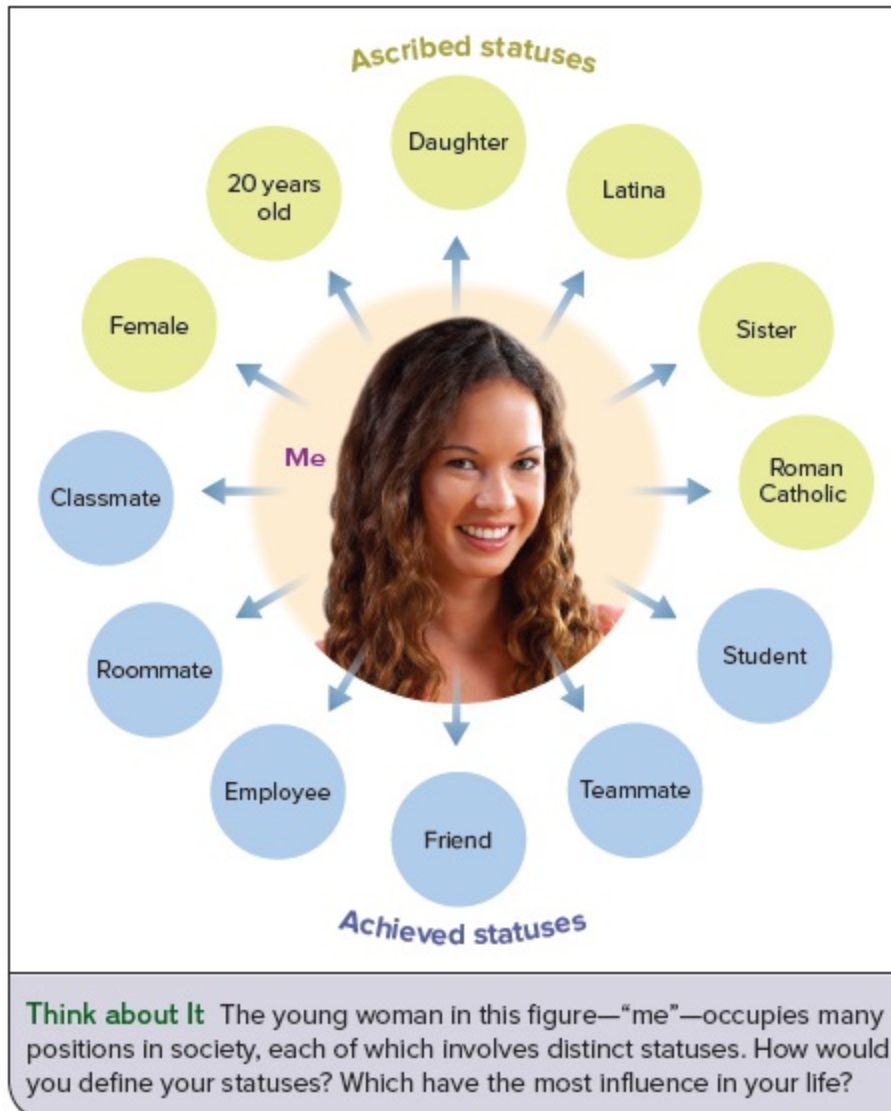 Ascribed statuses
Daughter
20 years
old
Latina
Female
Sister
Me
Classmate
Roman
Catholic
Roommate
Student
Employee
Teammate
Friend
Achieved statuses
Think about It The young woman in this figure—“me”—occupies many
positions in society, each of which involves distinct statuses. How would
you define your statuses? Which have the most influence in your life?